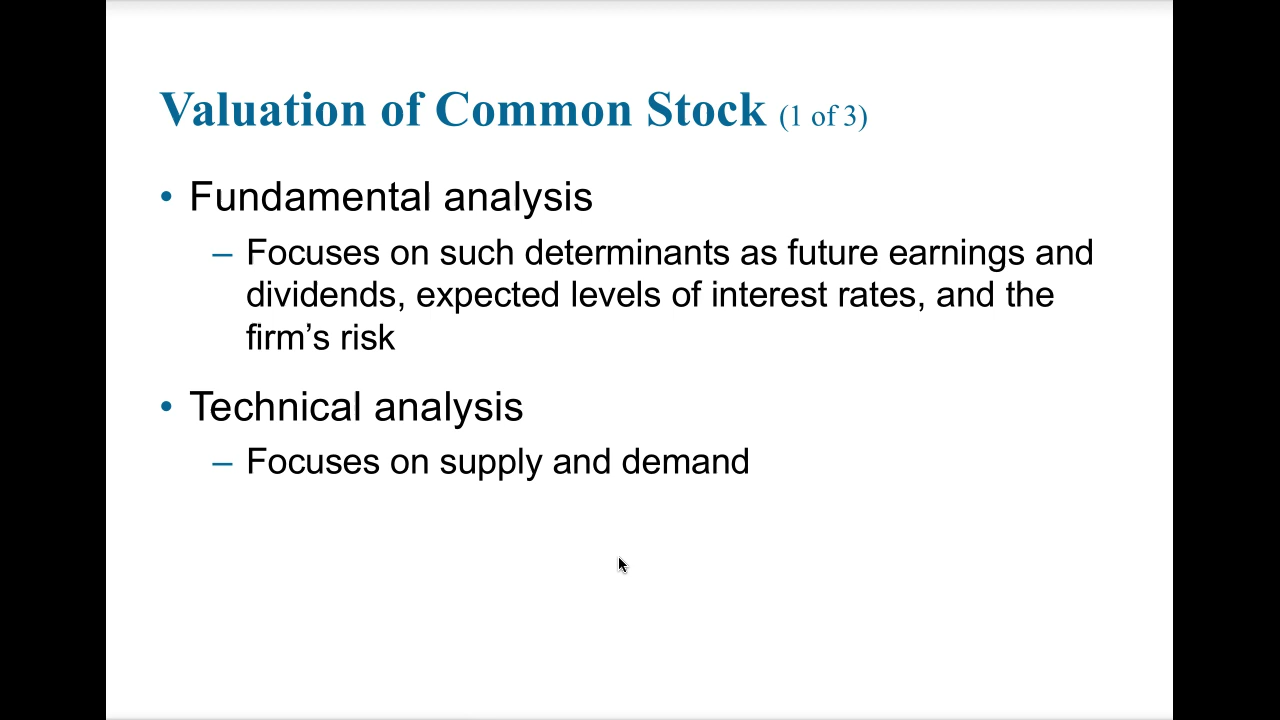 Valuation of Common Stock (1 of 3)
• Fundamental analysis
– Focuses on such determinants as future earnings and
dividends, expected levels of interest rates, and the
firm’s risk
• Technical analysis
– Focuses on supply and demand